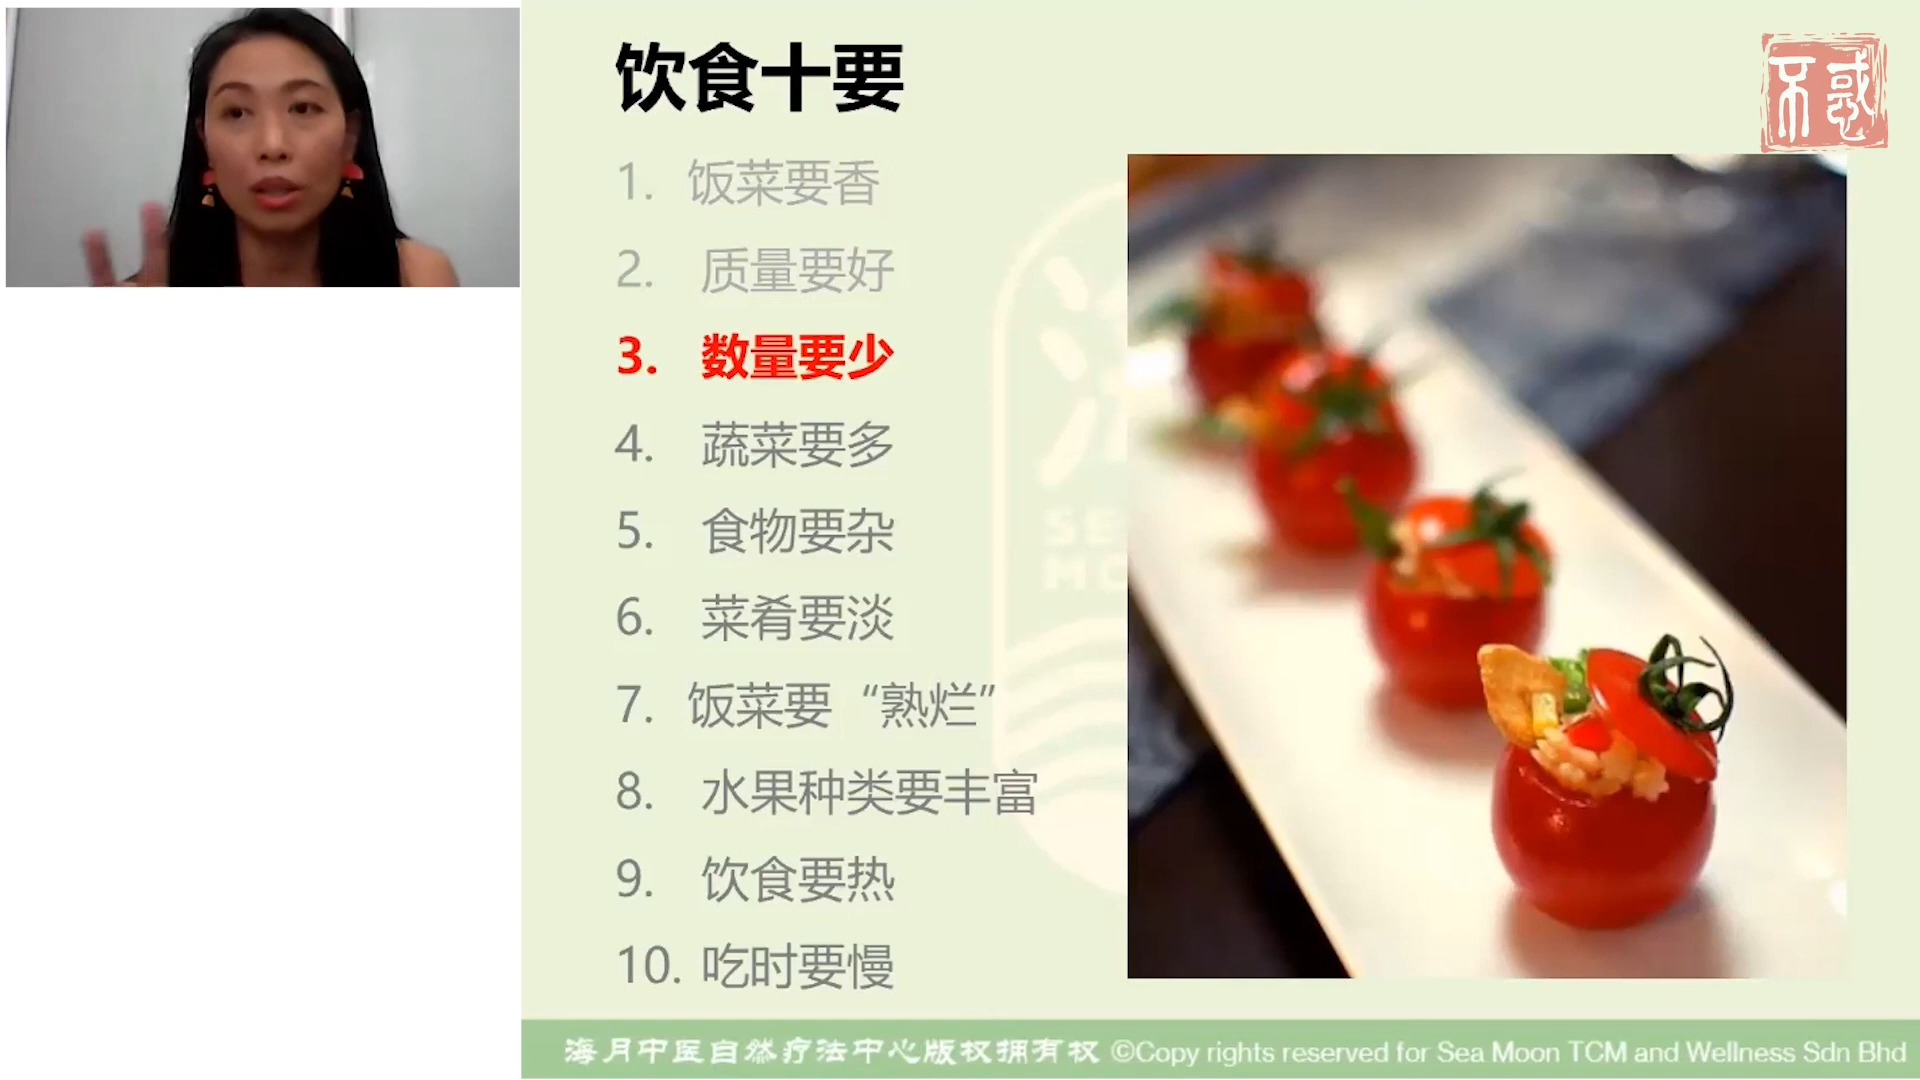 饮食十要
不惑
1. 饭菜要香
2. 质量要好
3. 数量要少
4. 蔬菜要多
5. 食物要杂
6. 菜肴要淡
7. 饭菜要“熟烂”
8. 水果种类要丰富
9. 饮食要热
10. 吃时要慢
海月中医自然疗法中心版权拥有权 ©Copy rights reserved for Sea Moon TCM and Wellness Sdn Bhd